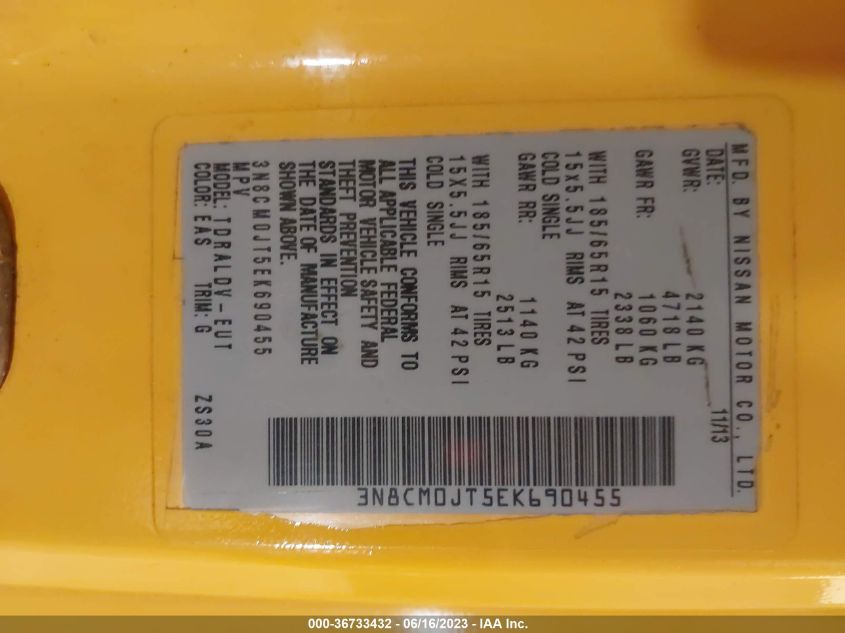 MFD. BY NISSAN MOTOR CO., LTD.
DATE: 11/13
GVWR: 2140 KG
4718 LB
GAWR FR: 1060 KG
2338 LB
WITH 185/65R15 TIRES
15X5.5JJ RIMS AT 42 PSI
COLD SINGLE
GAWR RR: 1140 KG
2513 LB
WITH 185/65R15 TIRES
15X5.5JJ RIMS AT 42 PSI
COLD SINGLE
THIS VEHICLE CONFORMS TO
ALL APPLICABLE FEDERAL
MOTOR VEHICLE SAFETY AND
THEFT PREVENTION
STANDARDS IN EFFECT ON
THE DATE OF MANUFACTURE
SHOWN ABOVE.
3N8CM0JT5EK690455
MPV
MODEL: TDRALDV-EUT
COLOR: EAS TRIM: G ZS30A
3N8CM0JT5EK690455
000-36733432 - 06/16/2023 - IAA Inc.